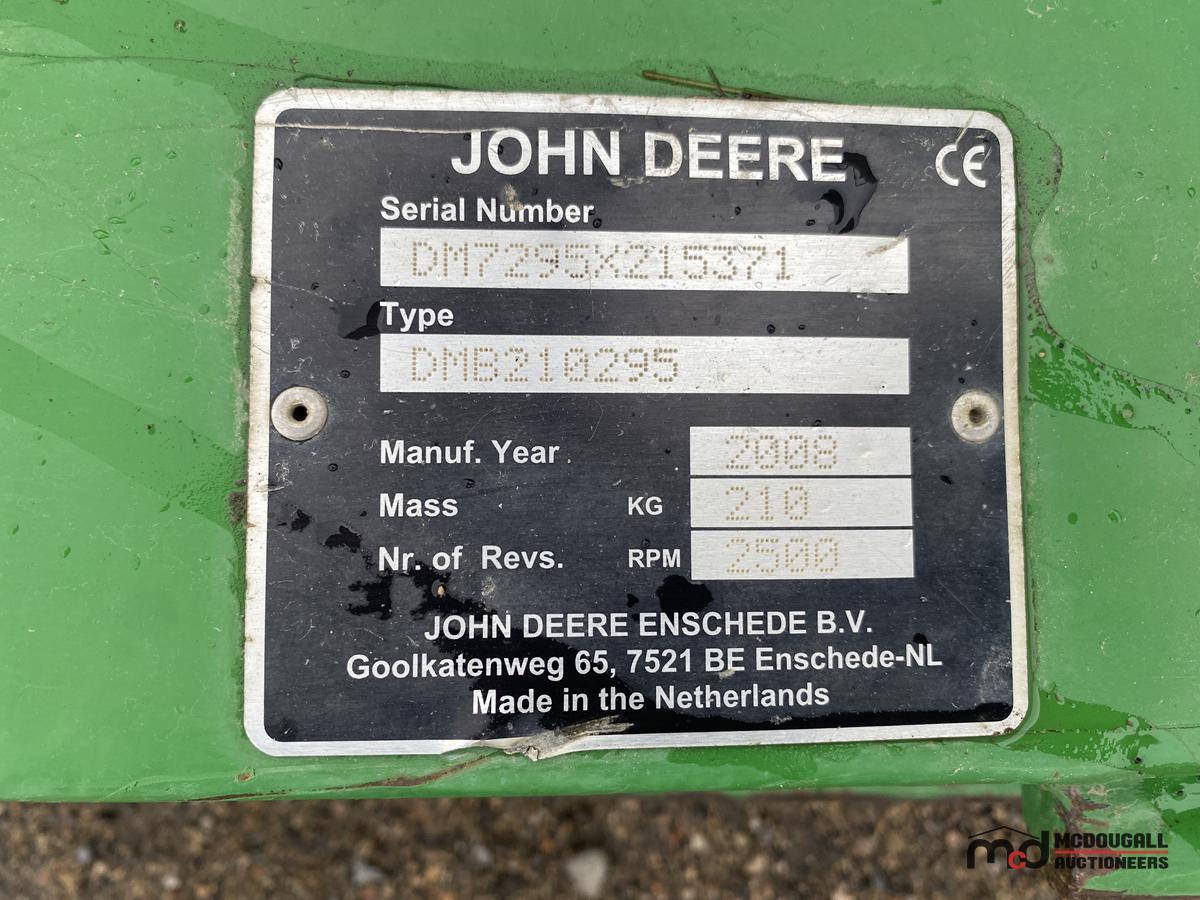 JOHN DEERE
CE
Serial Number
DM7295X215371
Type
DMB210295
Manuf. Year 2008
Mass KG 210
Nr. of Revs. RPM 2500
JOHN DEERE ENSCHEDE B.V.
Goolkatenweg 65, 7521 BE Enschede-NL
Made in the Netherlands
mcd MCDOUGALL
AUCTIONEERS